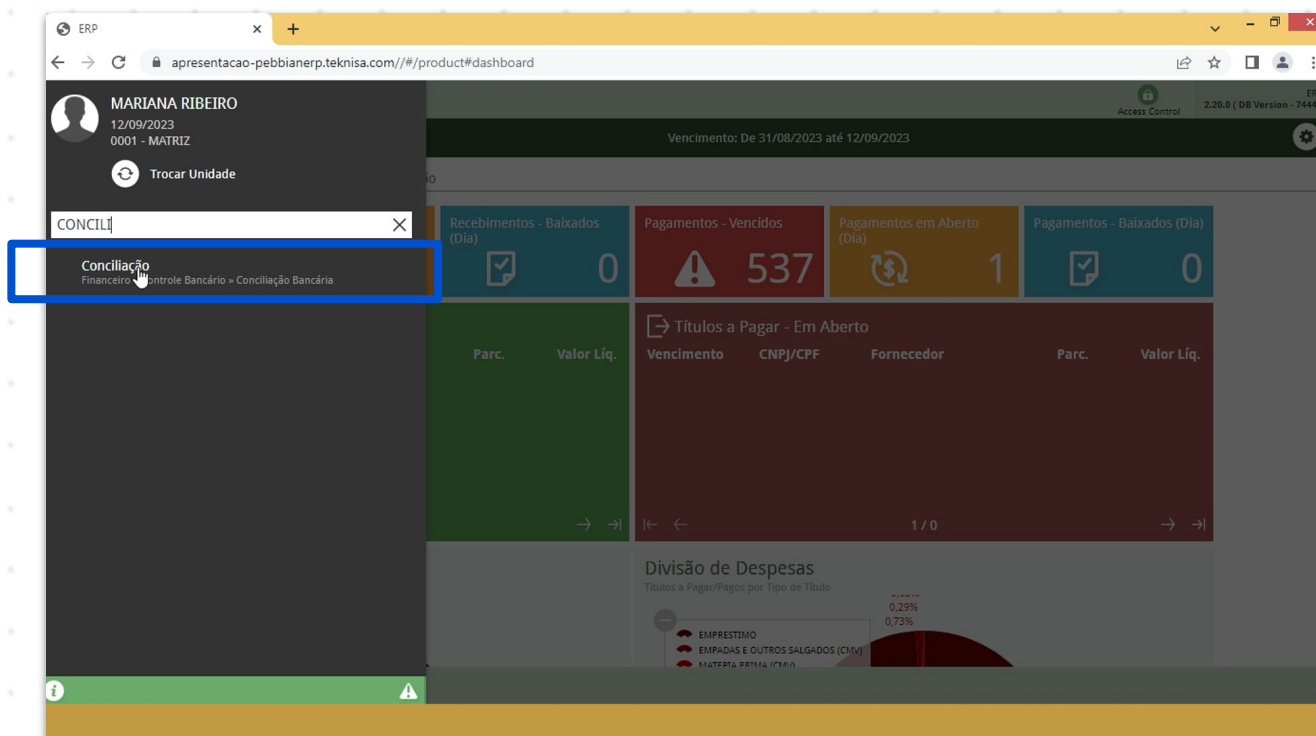 ERP
apresentacao-pebbianerp.teknisa.com//#/product#dashboard
MARIANA RIBEIRO
12/09/2023
0001 - MATRIZ
Trocar Unidade
CONCILI
Conciliação
Financeiro Controle Bancário » Conciliação Bancária
Access Control
2.20.0 ( DB Version - 7444
Vencimento: De 31/08/2023 até 12/09/2023
Recebimentos - Baixados
(Dia)
0
Pagamentos - Vencidos
537
Pagamentos em Aberto
(Dia)
1
Pagamentos - Baixados (Dia)
0
Parc. Valor Líq.
Títulos a Pagar - Em Aberto
Vencimento CNPJ/CPF Fornecedor Parc. Valor Líq.
1 / 0
Divisão de Despesas
Títulos a Pagar/Pagos por Tipo de Título
0,29%
0,73%
EMPRESTIMO
EMPADAS E OUTROS SALGADOS (CMV)
MATERIA PRIMA (CMV)